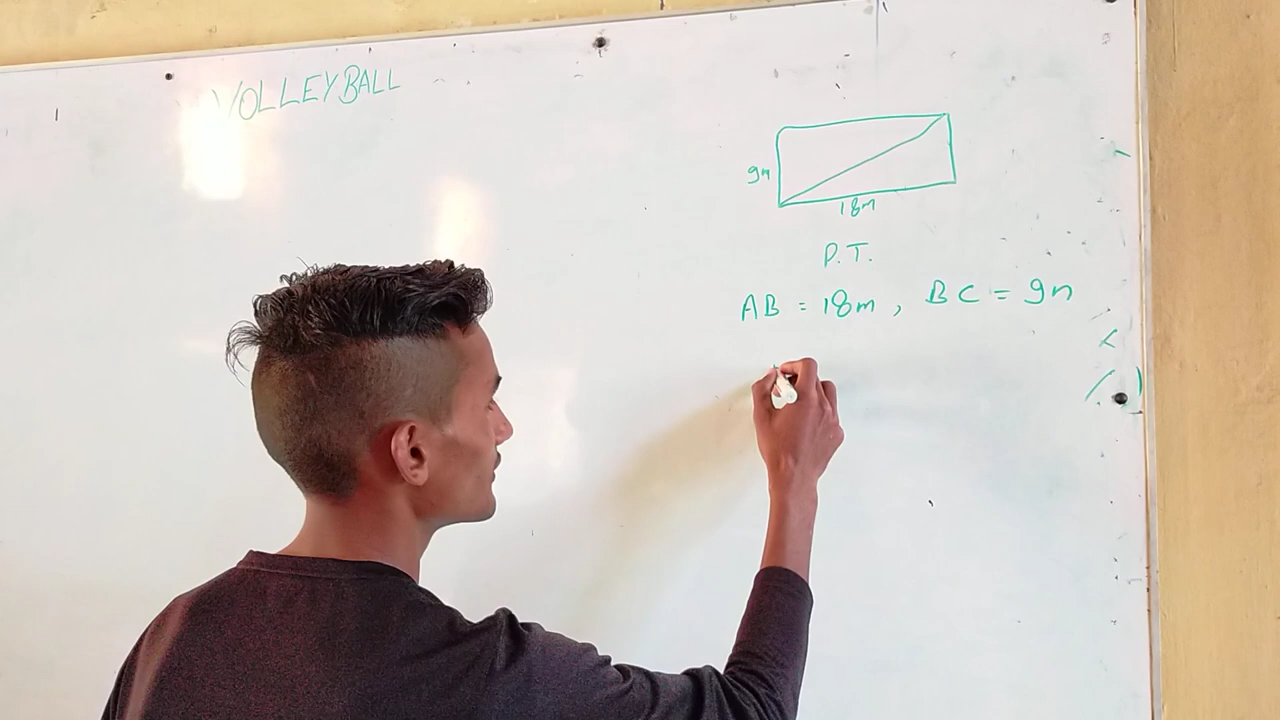 VOLLEYBALL
9m
18m
P.T.
AB = 18m, BC = 9m